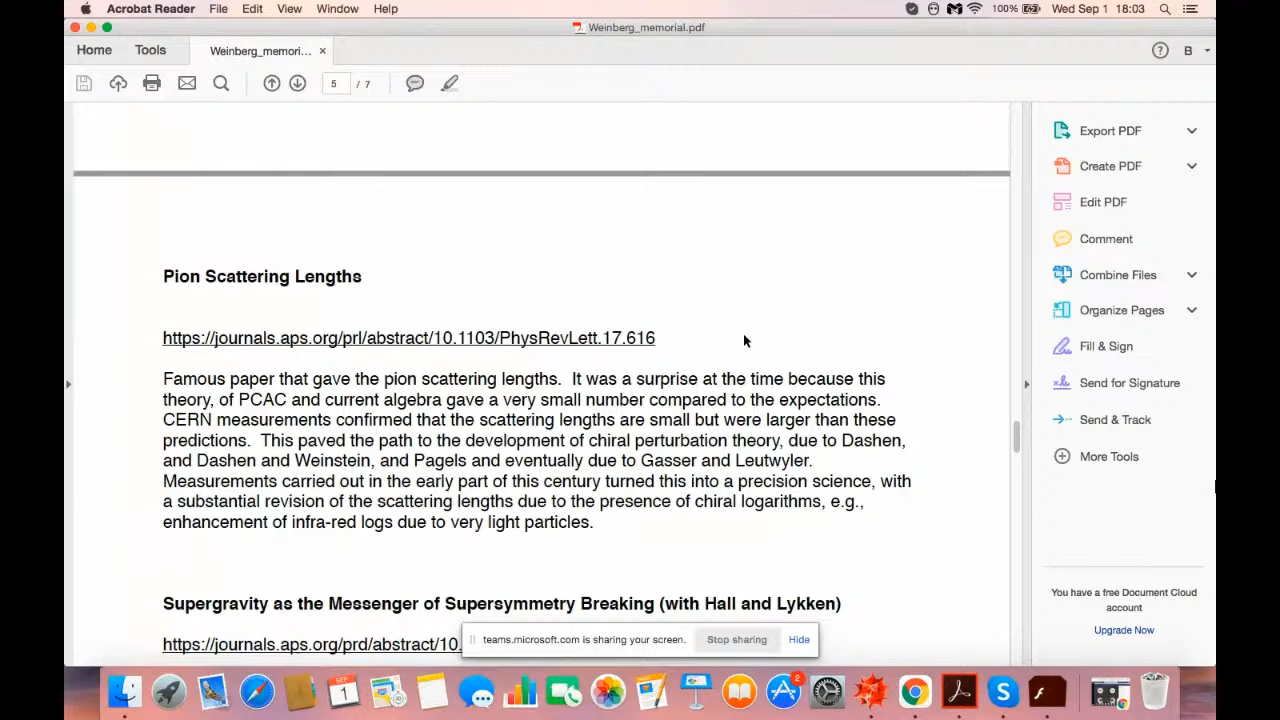 Acrobat Reader File Edit View Window Help 100% Wed Sep 1 18:03
Weinberg_memorial.pdf
Home Tools Weinberg_memori... × ? B
5 / 7
Export PDF
Create PDF
Edit PDF
Comment
Combine Files
Organize Pages
Fill & Sign
Send for Signature
Send & Track
More Tools
You have a free Document Cloud
account
Upgrade Now
Pion Scattering Lengths
https://journals.aps.org/prl/abstract/10.1103/PhysRevLett.17.616
Famous paper that gave the pion scattering lengths. It was a surprise at the time because this
theory, of PCAC and current algebra gave a very small number compared to the expectations.
CERN measurements confirmed that the scattering lengths are small but were larger than these
predictions. This paved the path to the development of chiral perturbation theory, due to Dashen,
and Dashen and Weinstein, and Pagels and eventually due to Gasser and Leutwyler.
Measurements carried out in the early part of this century turned this into a precision science, with
a substantial revision of the scattering lengths due to the presence of chiral logarithms, e.g.,
enhancement of infra-red logs due to very light particles.
Supergravity as the Messenger of Supersymmetry Breaking (with Hall and Lykken)
https://journals.aps.org/prd/abstract/10.
teams.microsoft.com is sharing your screen. Stop sharing Hide
SEP
1
2